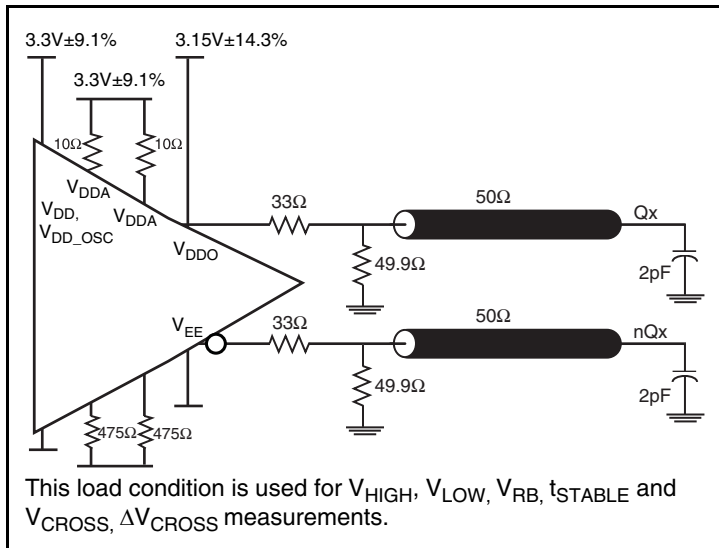 3.3V±9.1%
3.15V±14.3%
3.3V±9.1%
10Ω
10Ω
VDDA
VDD,
VDD_OSC
VDDA
VDDO
33Ω
50Ω
Qx
49.9Ω
2pF
VEE
33Ω
50Ω
nQx
49.9Ω
2pF
475Ω
475Ω
This load condition is used for VHIGH, VLOW, VRB, tSTABLE and
VCROSS, ΔVCROSS measurements.